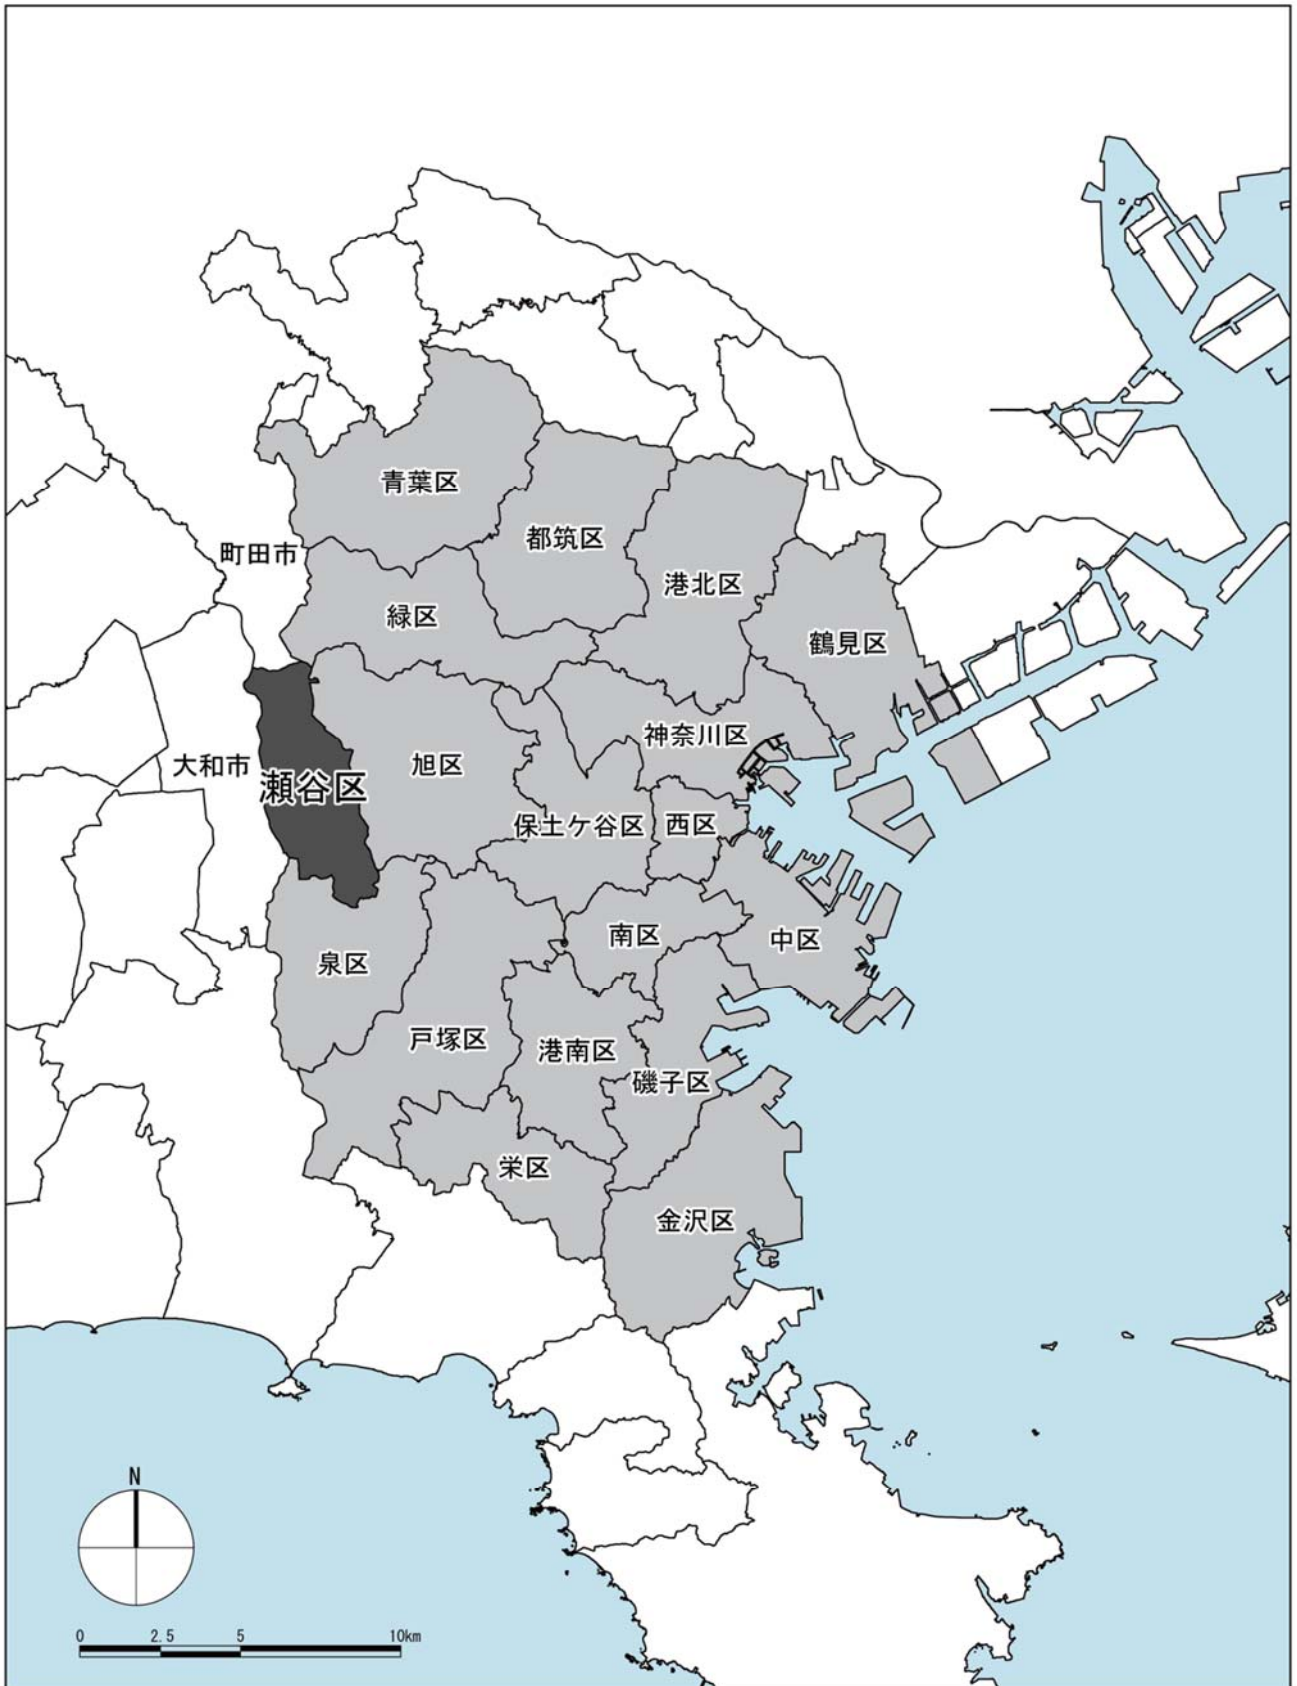 青葉区
都筑区
町田市
港北区
緑区
鶴見区
神奈川区
大和市
旭区
瀬谷区
保土ケ谷区
西区
南区
中区
泉区
戸塚区
港南区
磯子区
栄区
金沢区
N
0 2.5 5 10km